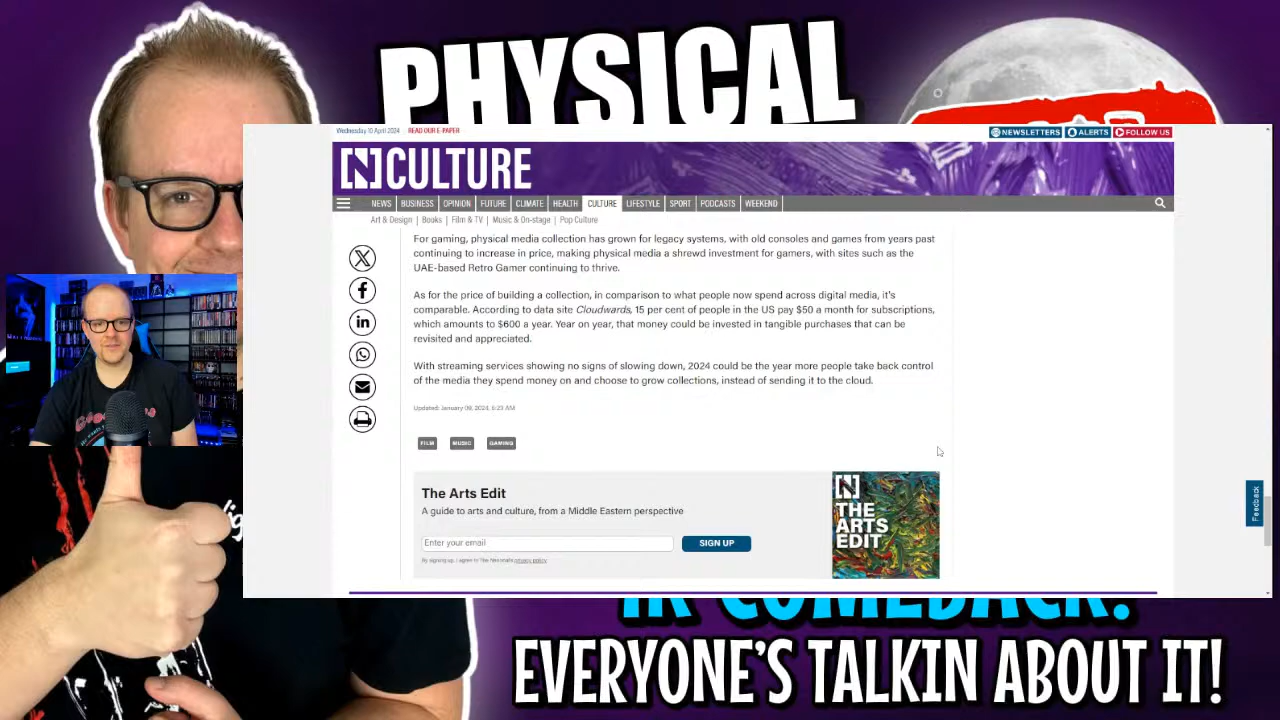 PHYSICAL
Wednesday 10 April 2024
READ OUR E-PAPER
NEWSLETTERS
ALERTS
FOLLOW US
CULTURE
NEWS
BUSINESS
OPINION
FUTURE
CLIMATE
HEALTH
CULTURE
LIFESTYLE
SPORT
PODCASTS
WEEKEND
Art & Design | Books | Film & TV | Music & On-stage | Pop Culture
For gaming, physical media collection has grown for legacy systems, with old consoles and games from years past
continuing to increase in price, making physical media a shrewd investment for gamers, with sites such as the
UAE-based Retro Gamer continuing to thrive.
As for the price of building a collection, in comparison to what people now spend across digital media, it's
comparable. According to data site Cloudwards, 15 per cent of people in the US pay $50 a month for subscriptions,
which amounts to $600 a year. Year on year, that money could be invested in tangible purchases that can be
revisited and appreciated.
With streaming services showing no signs of slowing down, 2024 could be the year more people take back control
of the media they spend money on and choose to grow collections, instead of sending it to the cloud.
Updated: January 09, 2024, 6:23 AM
FILM
MUSIC
GAMING
The Arts Edit
A guide to arts and culture, from a Middle Eastern perspective
Enter your email
SIGN UP
By signing up, I agree to The National's privacy policy
THE
ARTS
EDIT
Feedback
COMEBACK!
EVERYONE'S TALKIN ABOUT IT!